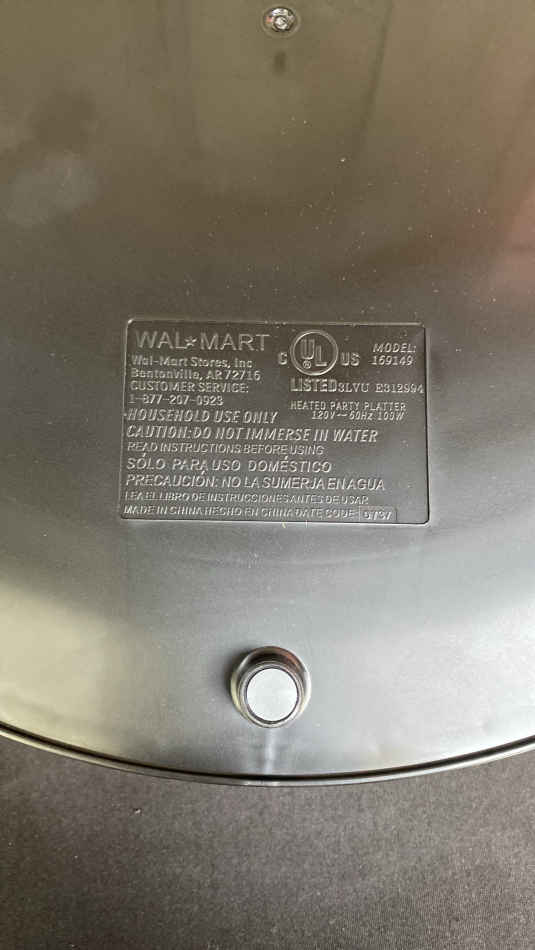 WAL★MART
Wal-Mart Stores, Inc
Bentonville, AR 72716
CUSTOMER SERVICE:
1-877-207-0923
C UL US
®
MODEL:
169149
LISTED 3LVU E312994
HEATED PARTY PLATTER
120V~60Hz 100W
HOUSEHOLD USE ONLY
CAUTION: DO NOT IMMERSE IN WATER
READ INSTRUCTIONS BEFORE USING
SÓLO PARA USO DOMÉSTICO
PRECAUCIÓN: NO LA SUMERJA EN AGUA
LEA EL LIBRO DE INSTRUCCIONES ANTES DE USAR
MADE IN CHINA HECHO EN CHINA DATE CODE